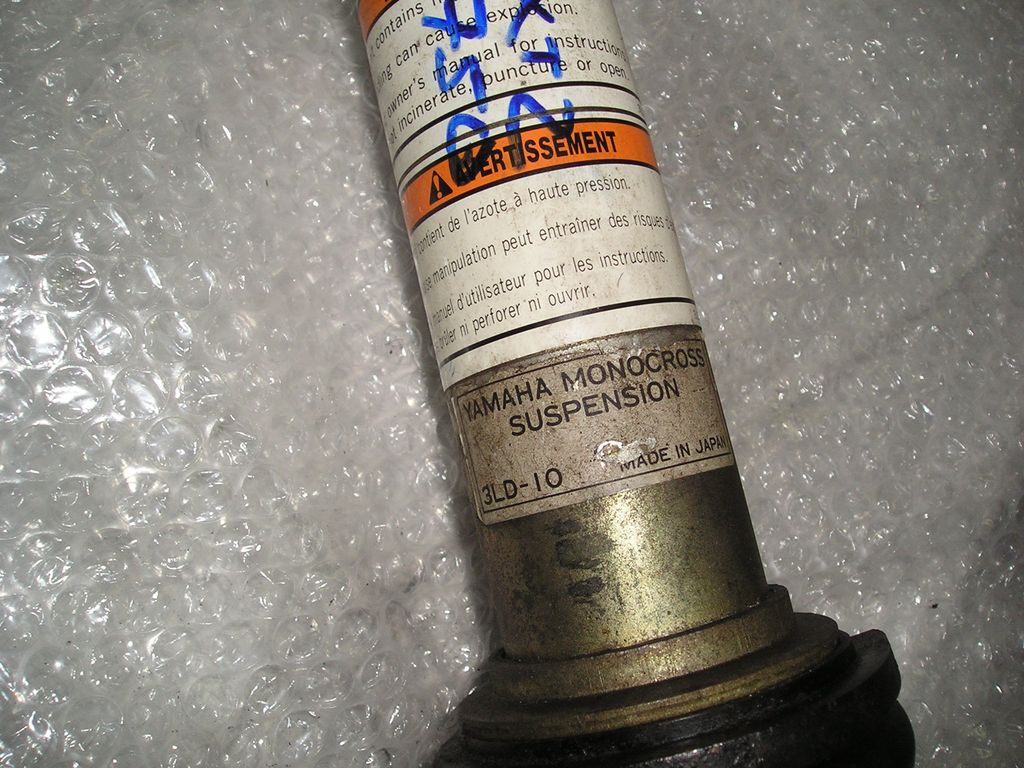 contains
can cause explosion.
owner's manual for instructions
incinerate, puncture or open.
AVERTISSEMENT
contient de l'azote à haute pression.
manipulation peut entraîner des risques
manuel d'utilisateur pour les instructions.
brûler ni perforer ni ouvrir.
YAMAHA MONOCROSS
SUSPENSION
3LD-10 MADE IN JAPAN